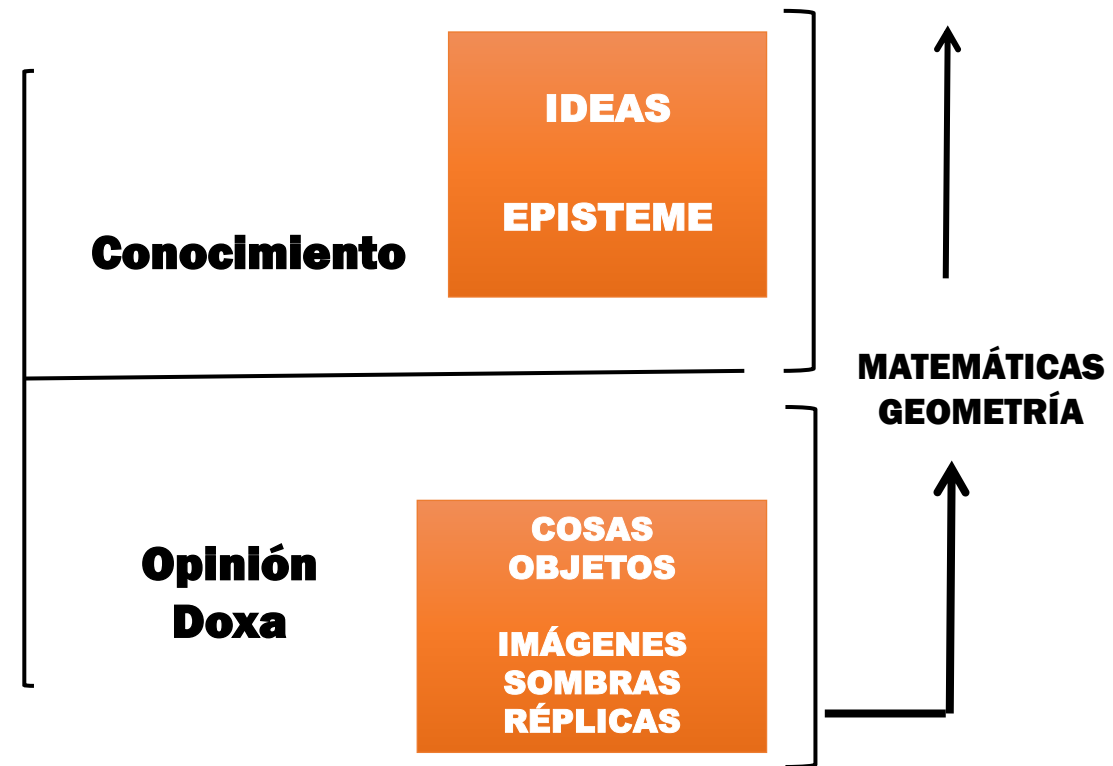 IDEAS
EPISTEME
Conocimiento
MATEMÁTICAS
GEOMETRÍA
Opinión
Doxa
COSAS
OBJETOS
IMÁGENES
SOMBRAS
RÉPLICAS